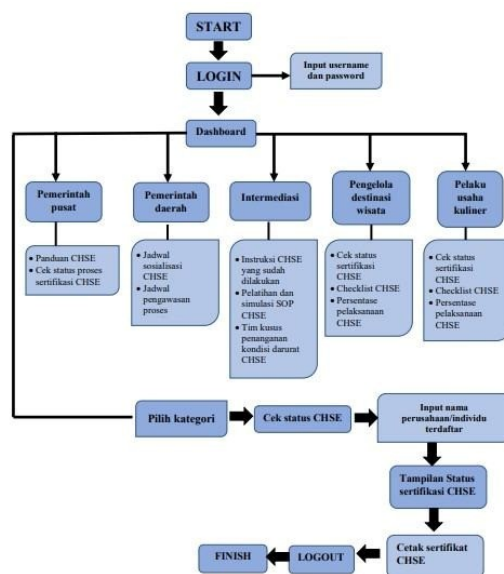 START
LOGIN
Input username
dan password
Dashboard
Pemerintah
pusat
Pemerintah
daerah
Intermediasi
Pengelola
destinasi
wisata
Pelaku
usaha
kuliner
• Panduan CHSE
• Cek status proses
sertifikasi CHSE
• Jadwal
sosialisasi
CHSE
• Jadwal
pengawasan
proses
• Instruksi CHSE
yang sudah
dilakukan
• Pelatihan dan
simulasi SOP
CHSE
• Tim kusus
penanganan
kondisi darurat
CHSE
• Cek status
sertifikasi
CHSE
• Checklist CHSE
• Persentase
pelaksanaan
CHSE
• Cek status
sertifikasi
CHSE
• Checklist CHSE
• Persentase
pelaksanaan
CHSE
Pilih kategori
Cek status CHSE
Input nama
perusahaan/individu
terdaftar
Tampilan Status
sertifikasi CHSE
Cetak sertifikat
CHSE
LOGOUT
FINISH